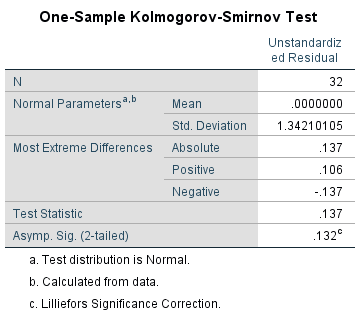 One-Sample Kolmogorov-Smirnov Test
Unstandardiz
ed Residual
N 32
Normal Parametersa,b Mean .0000000
Std. Deviation 1.34210105
Most Extreme Differences Absolute .137
Positive .106
Negative -.137
Test Statistic .137
Asymp. Sig. (2-tailed) .132c
a. Test distribution is Normal.
b. Calculated from data.
c. Lilliefors Significance Correction.